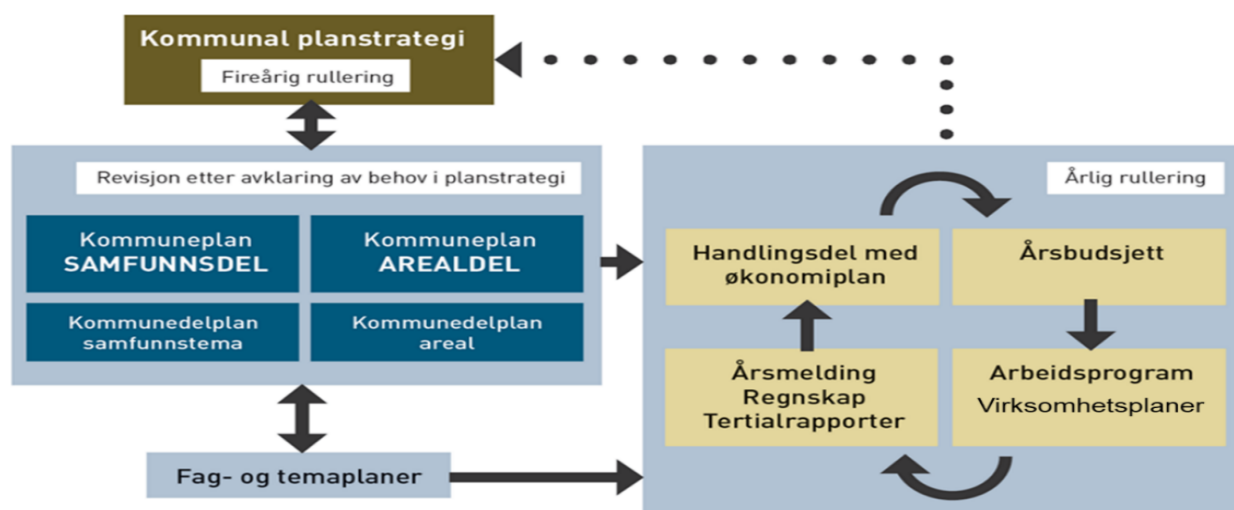 Kommunal planstrategi
Fireårig rullering
Revisjon etter avklaring av behov i planstrategi
Kommuneplan
SAMFUNNSDEL
Kommuneplan
AREALDEL
Kommunedelplan
samfunnstema
Kommunedelplan
areal
Fag- og temaplaner
Årlig rullering
Handlingsdel med
økonomiplan
Årsbudsjett
Årsmelding
Regnskap
Tertialrapporter
Arbeidsprogram
Virksomhetsplaner